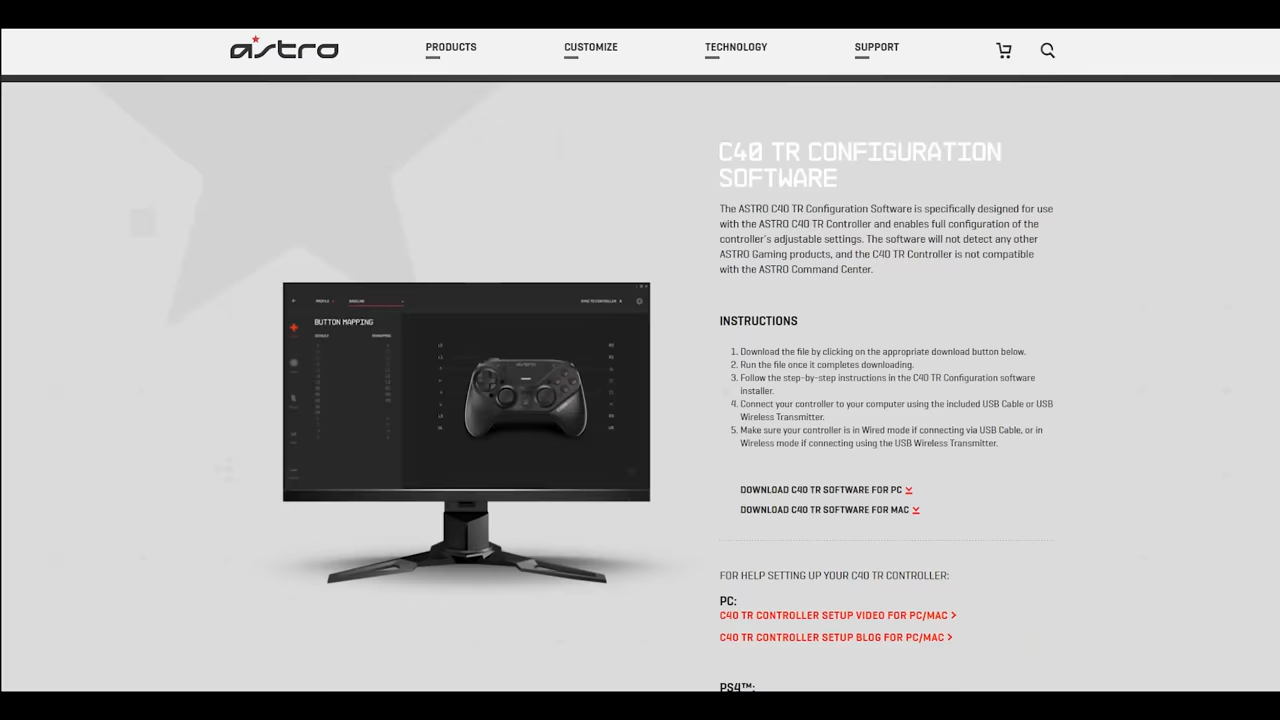 astro
PRODUCTS
CUSTOMIZE
TECHNOLOGY
SUPPORT
C40 TR CONFIGURATION
SOFTWARE
The ASTRO C40 TR Configuration Software is specifically designed for use
with the ASTRO C40 TR Controller and enables full configuration of the
controller's adjustable settings. The software will not detect any other
ASTRO Gaming products, and the C40 TR Controller is not compatible
with the ASTRO Command Center.
INSTRUCTIONS
1. Download the file by clicking on the appropriate download button below.
2. Run the file once it completes downloading.
3. Follow the step-by-step instructions in the C40 TR Configuration software
installer.
4. Connect your controller to your computer using the included USB Cable or USB
Wireless Transmitter.
5. Make sure your controller is in Wired mode if connecting via USB Cable, or in
Wireless mode if connecting using the USB Wireless Transmitter.
DOWNLOAD C40 TR SOFTWARE FOR PC
DOWNLOAD C40 TR SOFTWARE FOR MAC
FOR HELP SETTING UP YOUR C40 TR CONTROLLER:
PC:
C40 TR CONTROLLER SETUP VIDEO FOR PC/MAC >
C40 TR CONTROLLER SETUP BLOG FOR PC/MAC >
PS4™:
PROFILE
BUTTON MAPPING